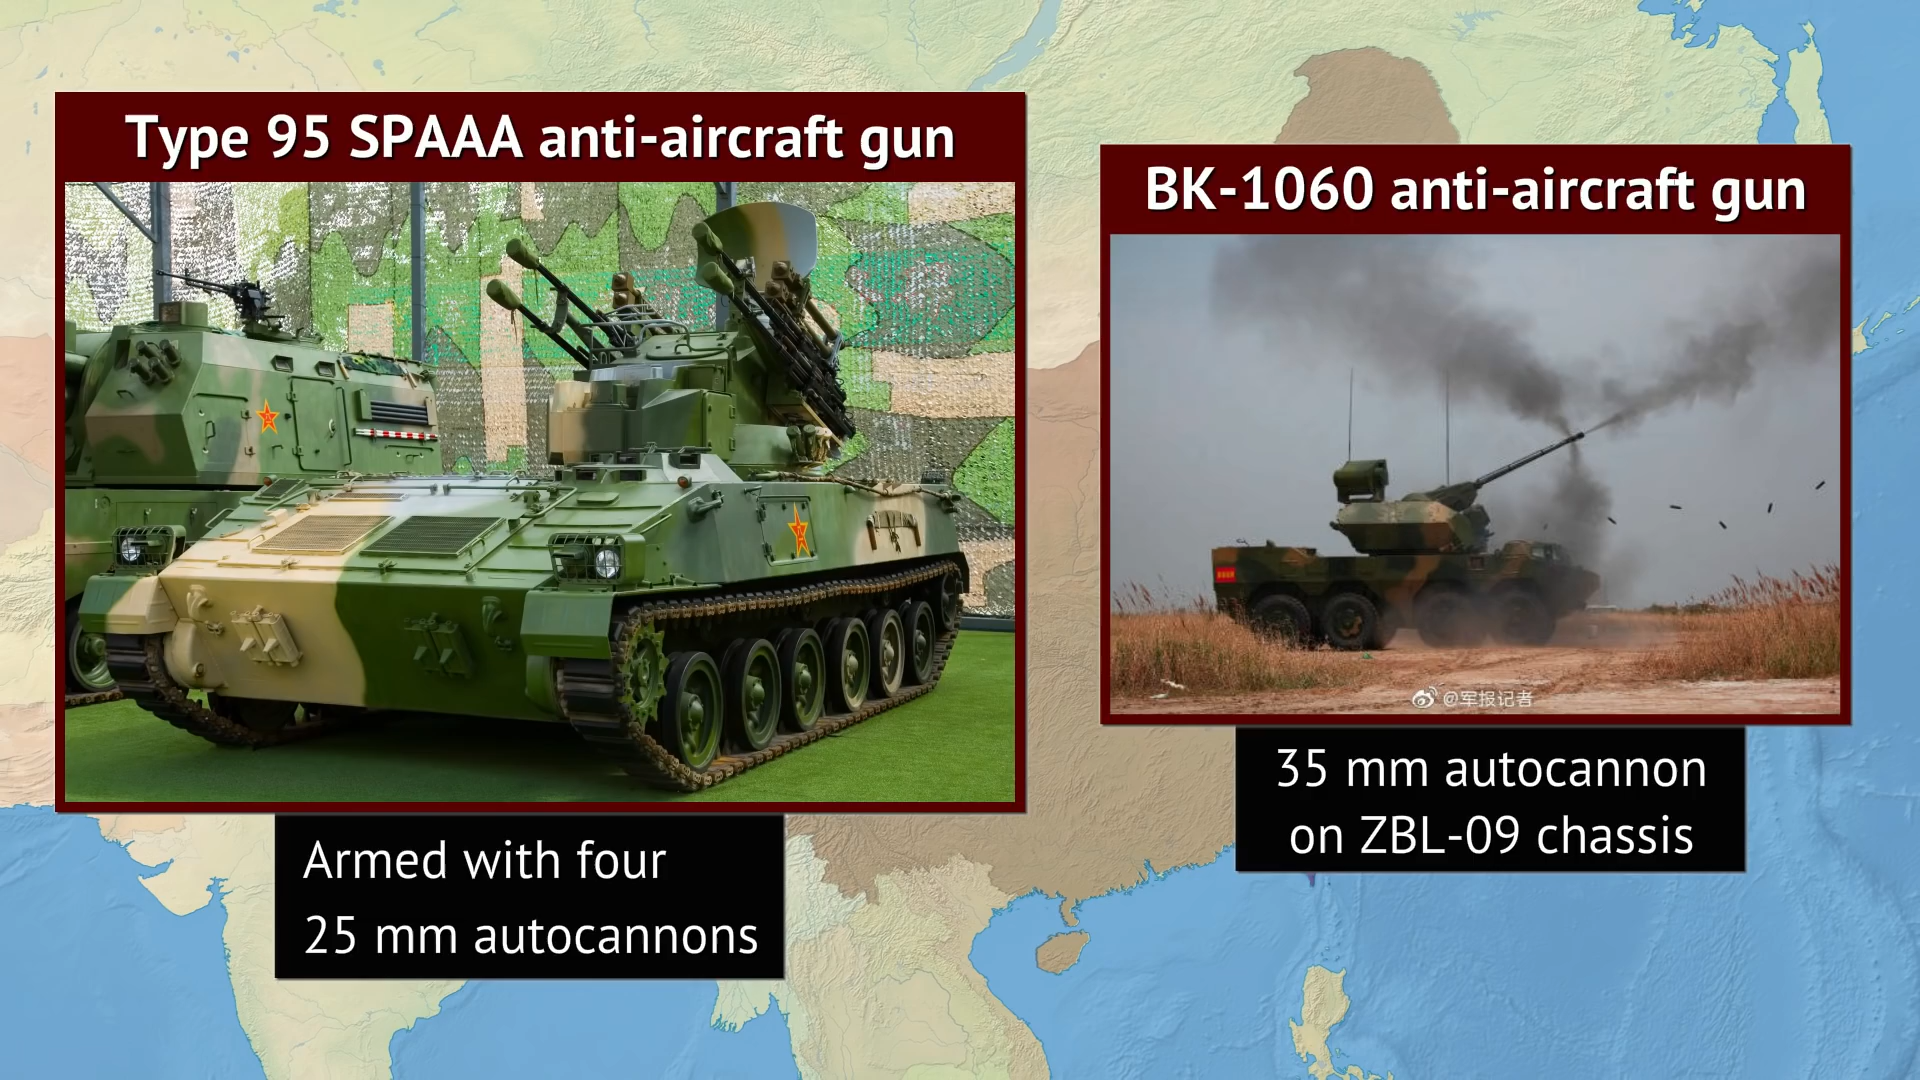 Type 95 SPAAA anti-aircraft gun
Armed with four
25 mm autocannons
BK-1060 anti-aircraft gun
@军报记者
35 mm autocannon
on ZBL-09 chassis